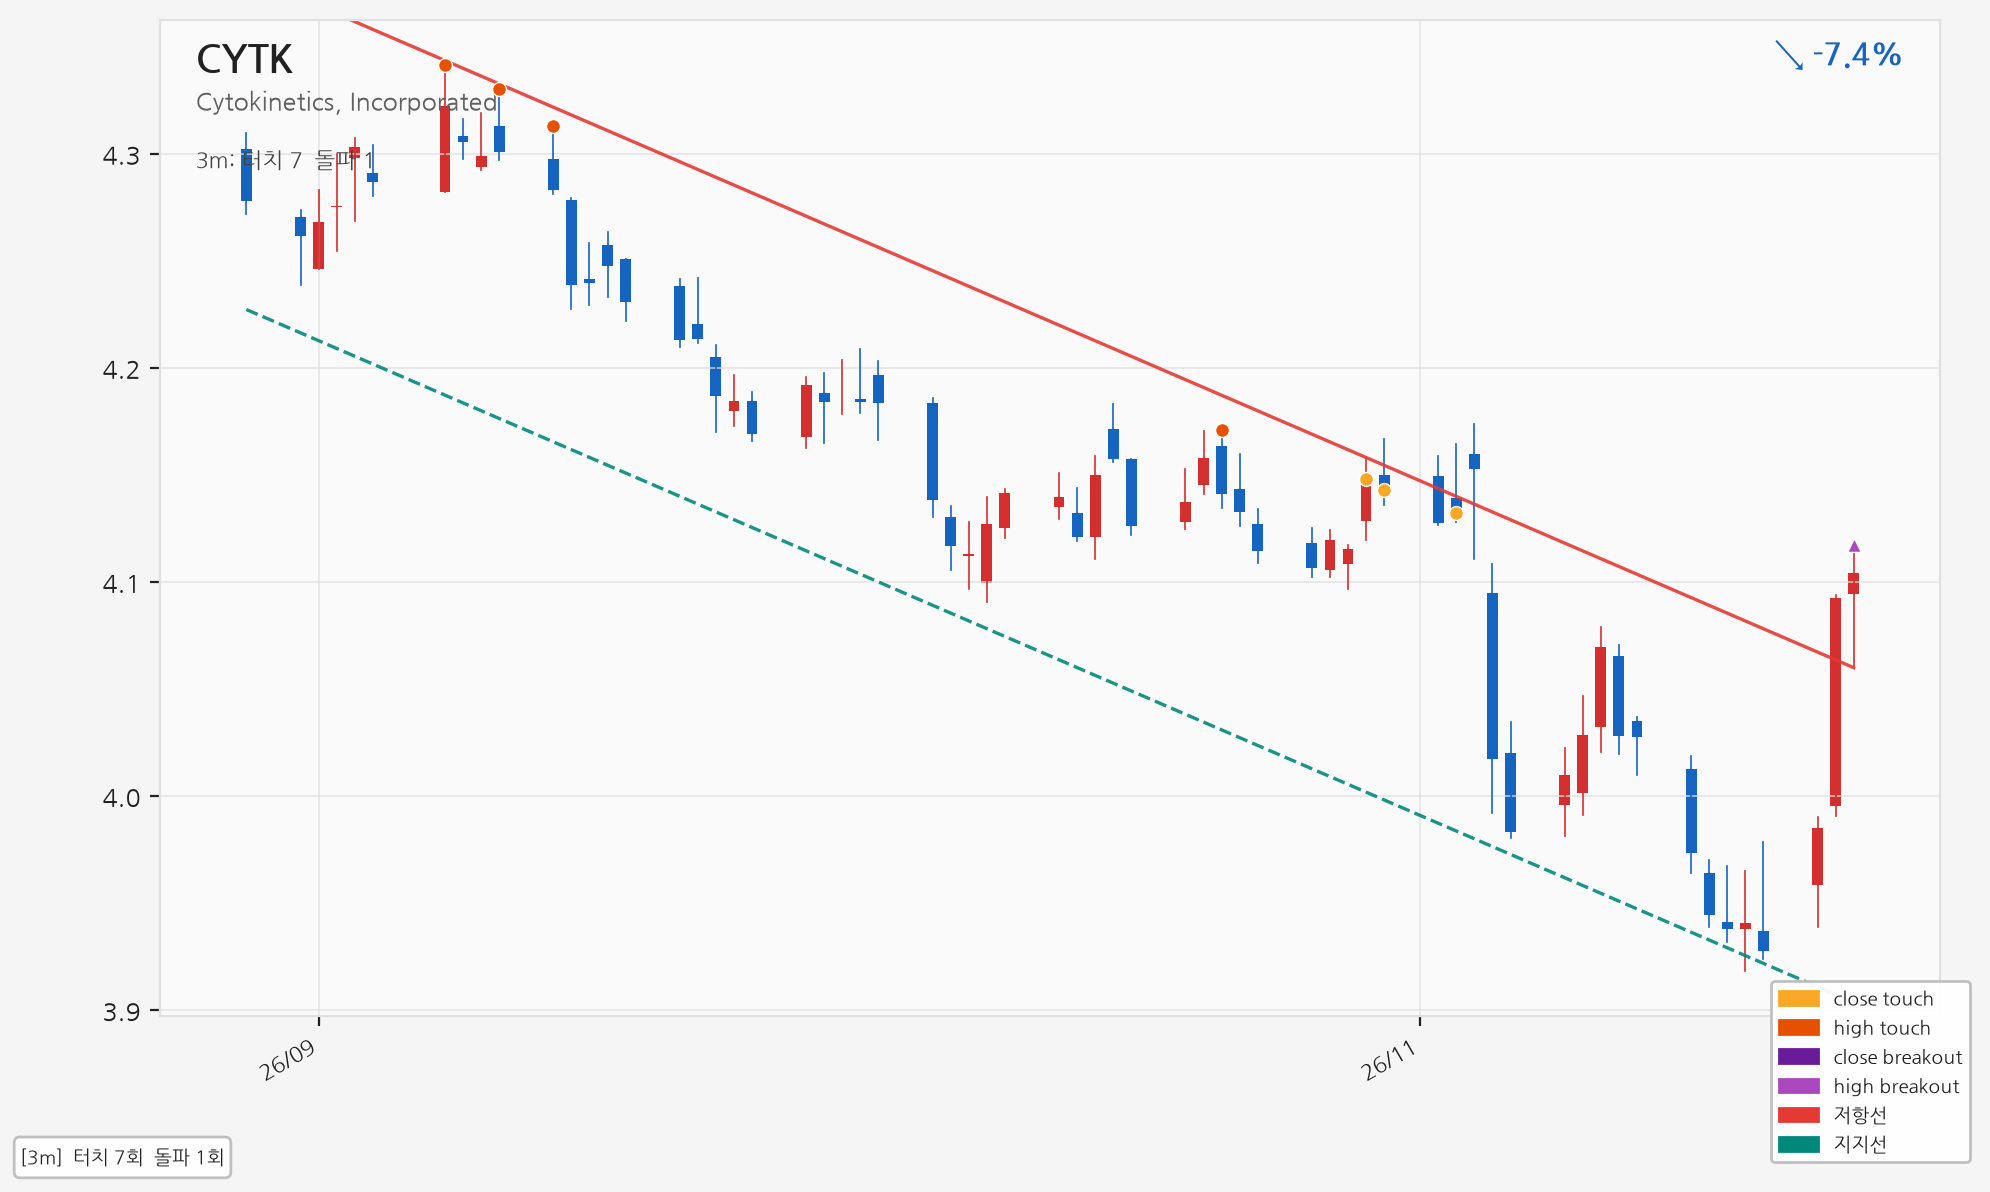 CYTK
Cytokinetics, Incorporated
3m: 터치 7 돌파 1
-7.4%
4.3
4.2
4.1
4.0
3.9
26/09
26/11
close touch
high touch
close breakout
high breakout
저항선
지지선
[3m] 터치 7회 돌파 1회